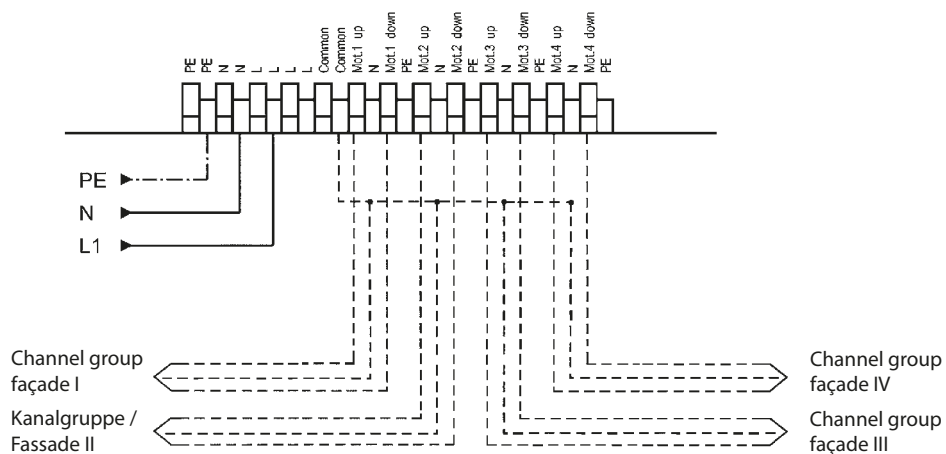 PE
PE
N
N
L
L
L
L
Common
Common
Mot.1 up
N
Mot.1 down
PE
Mot.2 up
N
Mot.2 down
PE
Mot.3 up
N
Mot.3 down
PE
Mot.4 up
N
Mot.4 down
PE
PE
N
L1
Channel group
façade I
Kanalgruppe /
Fassade II
Channel group
façade IV
Channel group
façade III